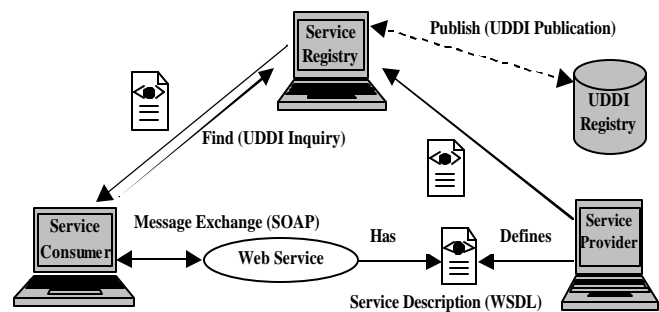 Service
Registry
Publish (UDDI Publication)
UDDI
Registry
Find (UDDI Inquiry)
Service
Consumer
Message Exchange (SOAP)
Web Service
Has
Defines
Service
Provider
Service Description (WSDL)